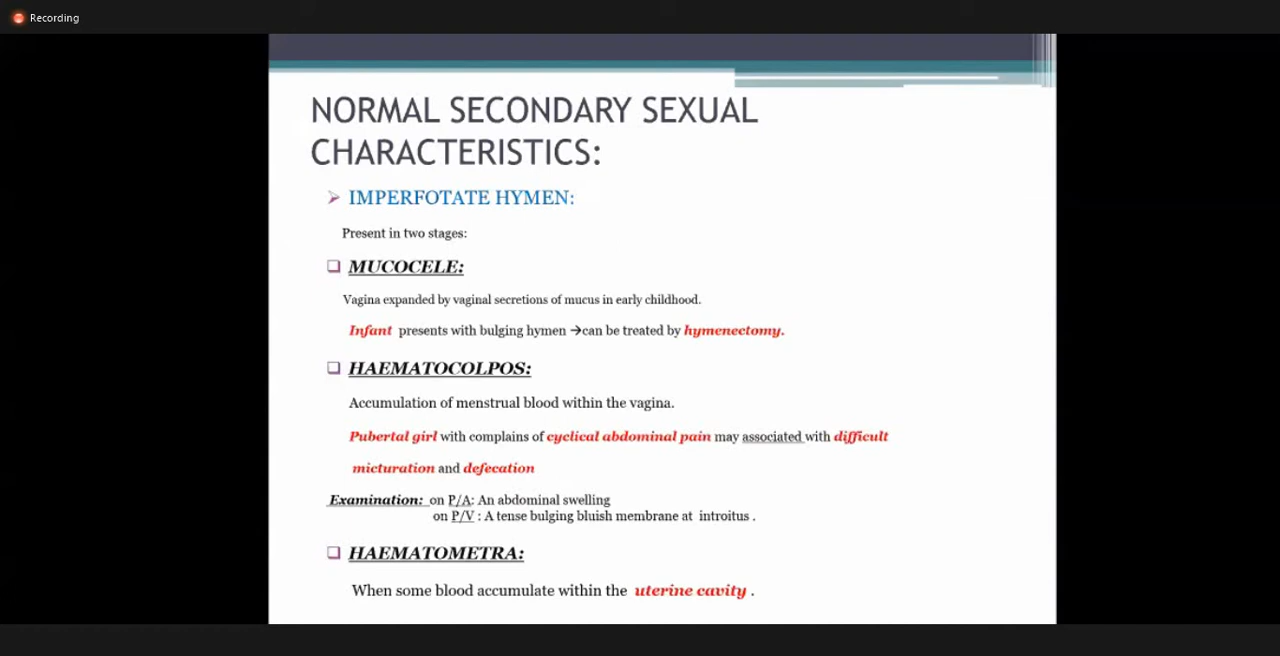 Recording
NORMAL SECONDARY SEXUAL
CHARACTERISTICS:
IMPERFOTATE HYMEN:
Present in two stages:
MUCOCELE:
Vagina expanded by vaginal secretions of mucus in early childhood.
Infant presents with bulging hymen →can be treated by hymenectomy.
HAEMATOCOLPOS:
Accumulation of menstrual blood within the vagina.
Pubertal girl with complains of cyclical abdominal pain may associated with difficult
micturation and defecation
Examination: on P/A: An abdominal swelling
on P/V : A tense bulging bluish membrane at introitus .
HAEMATOMETRA:
When some blood accumulate within the uterine cavity .